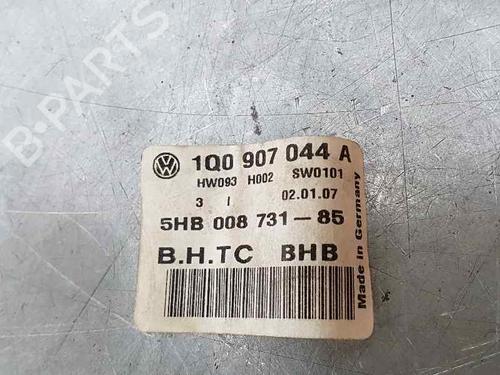 B-PARTS
1Q0 907 044 A
HW093 H002 SW0101
3 I 02.01.07
5HB 008 731-85
B.H.TC BHB
Made in Germany